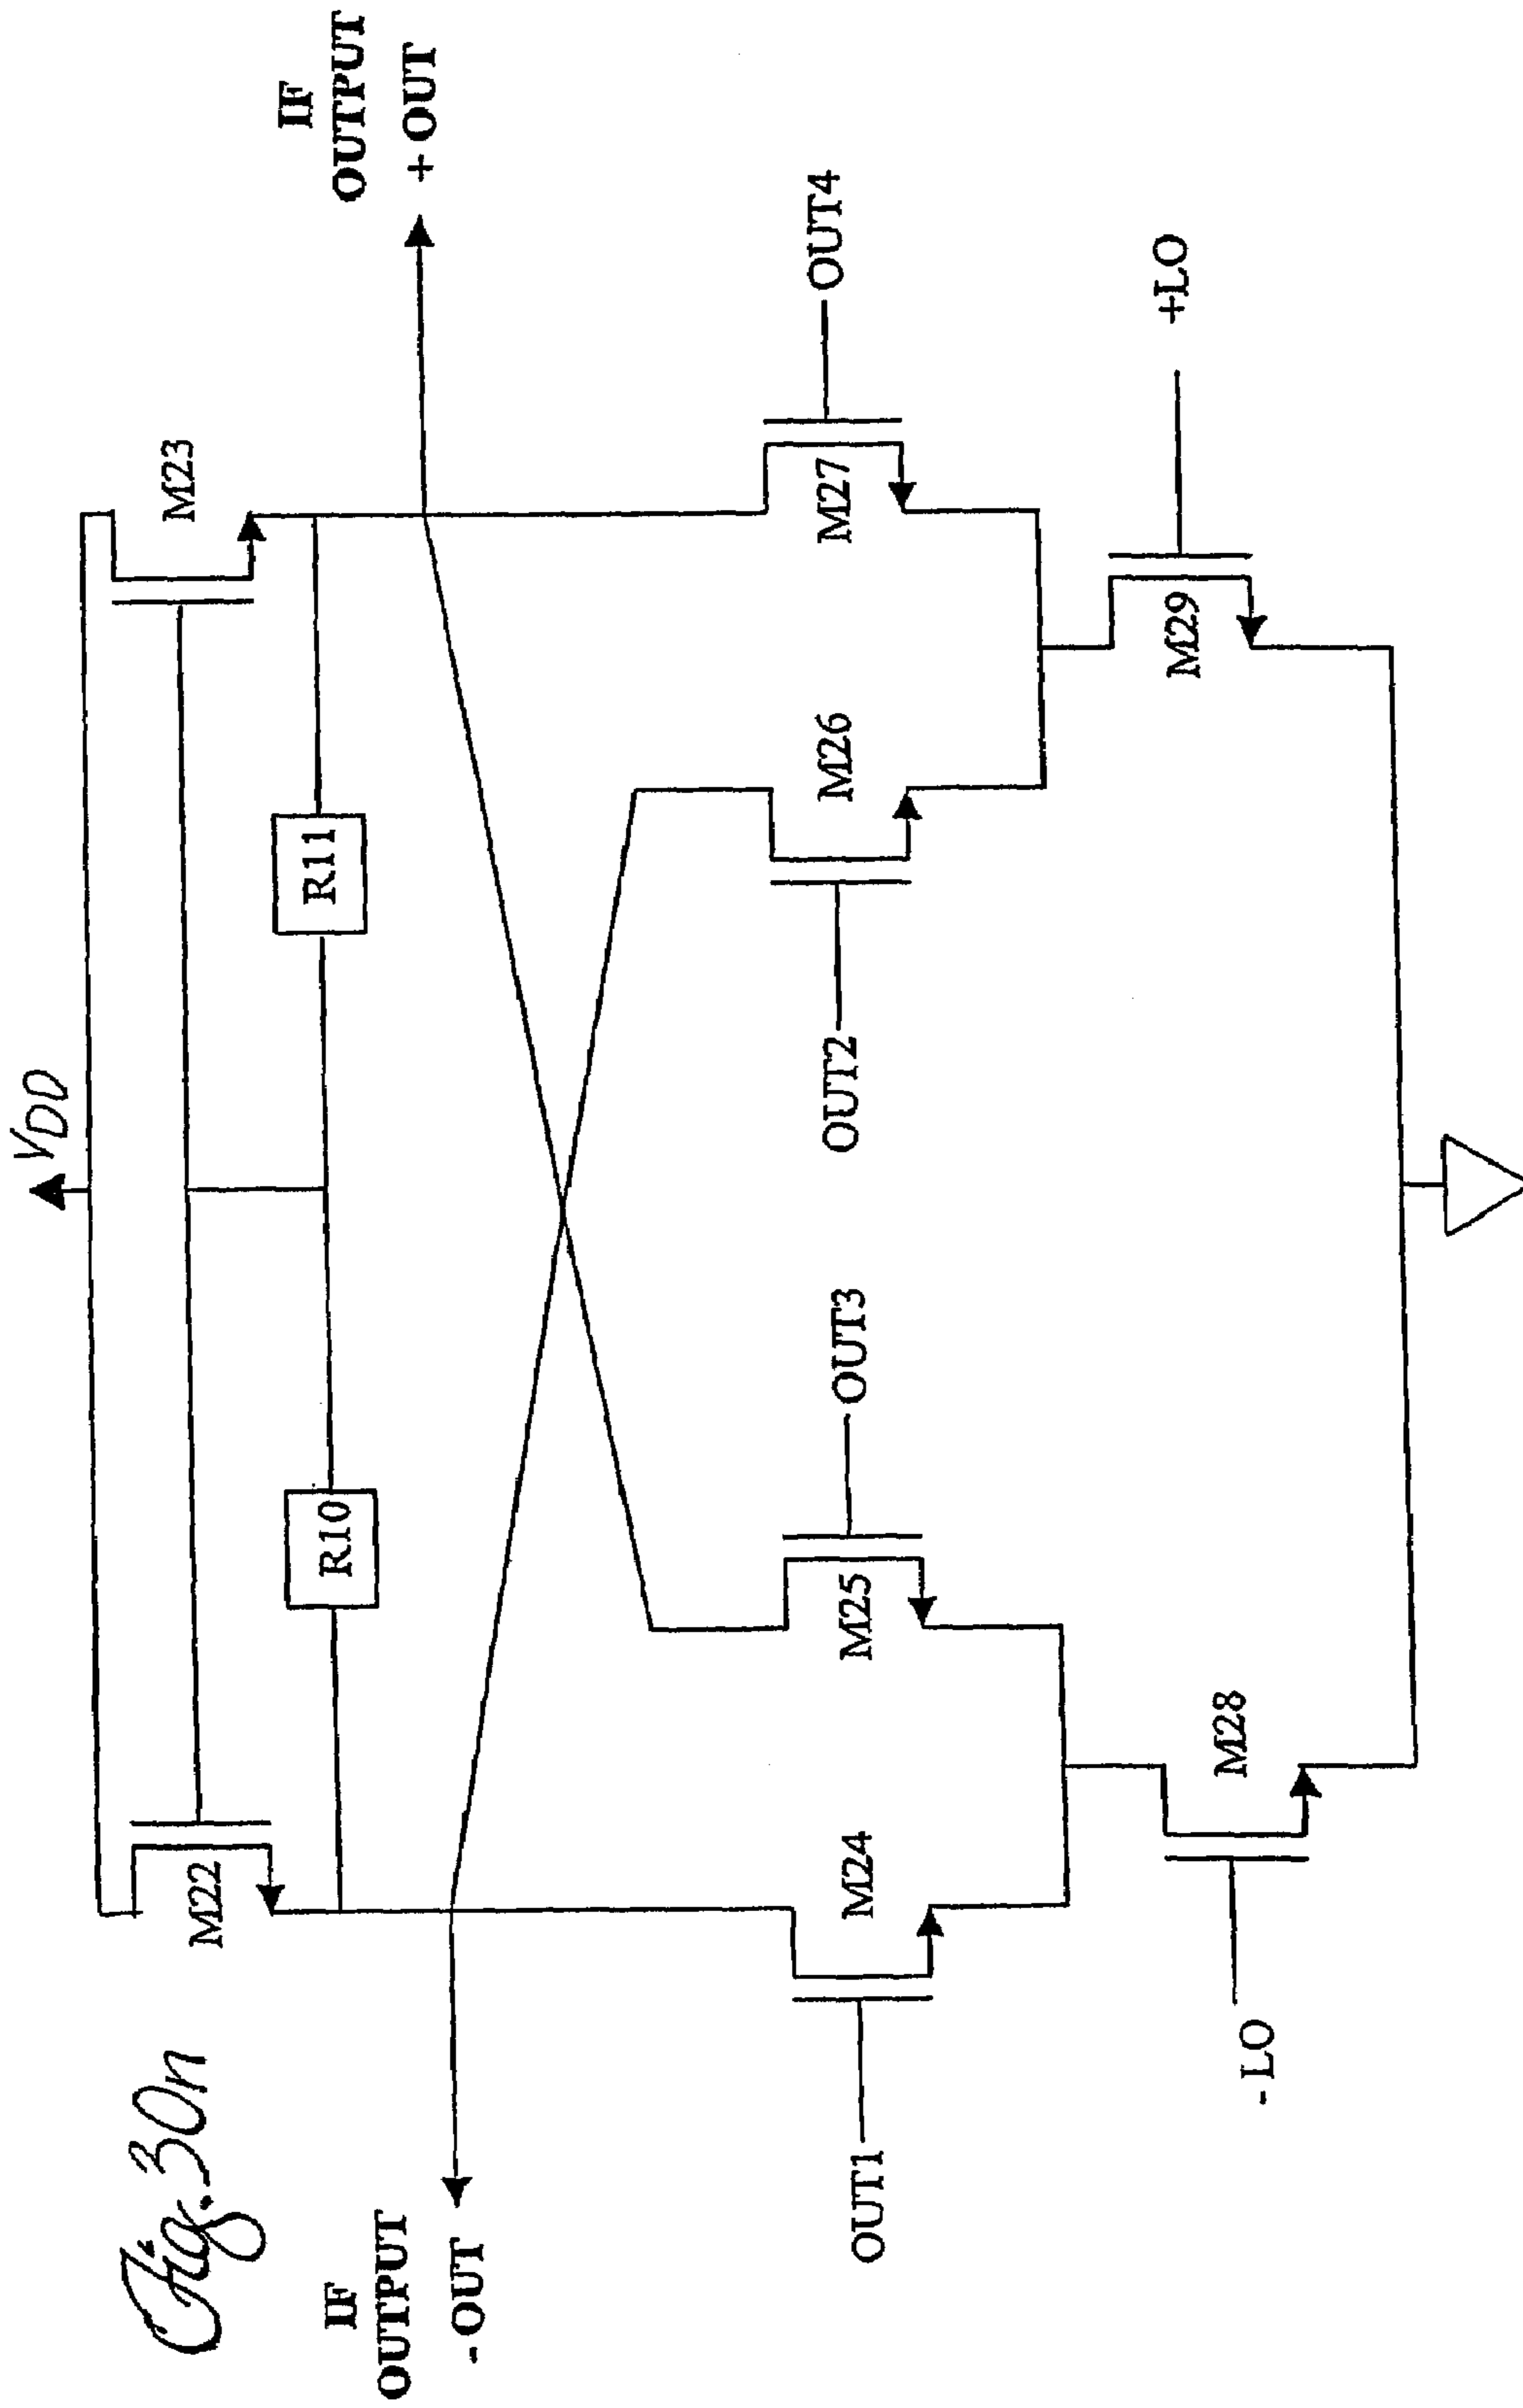 Fig. 30n
VDD
M22
M23
R10
R11
IF
OUTPUT
- OUT
IF
OUTPUT
+ OUT
OUT1
M24
M25
OUT3
OUT2
M26
M27
OUT4
- LO
M28
M29
+LO